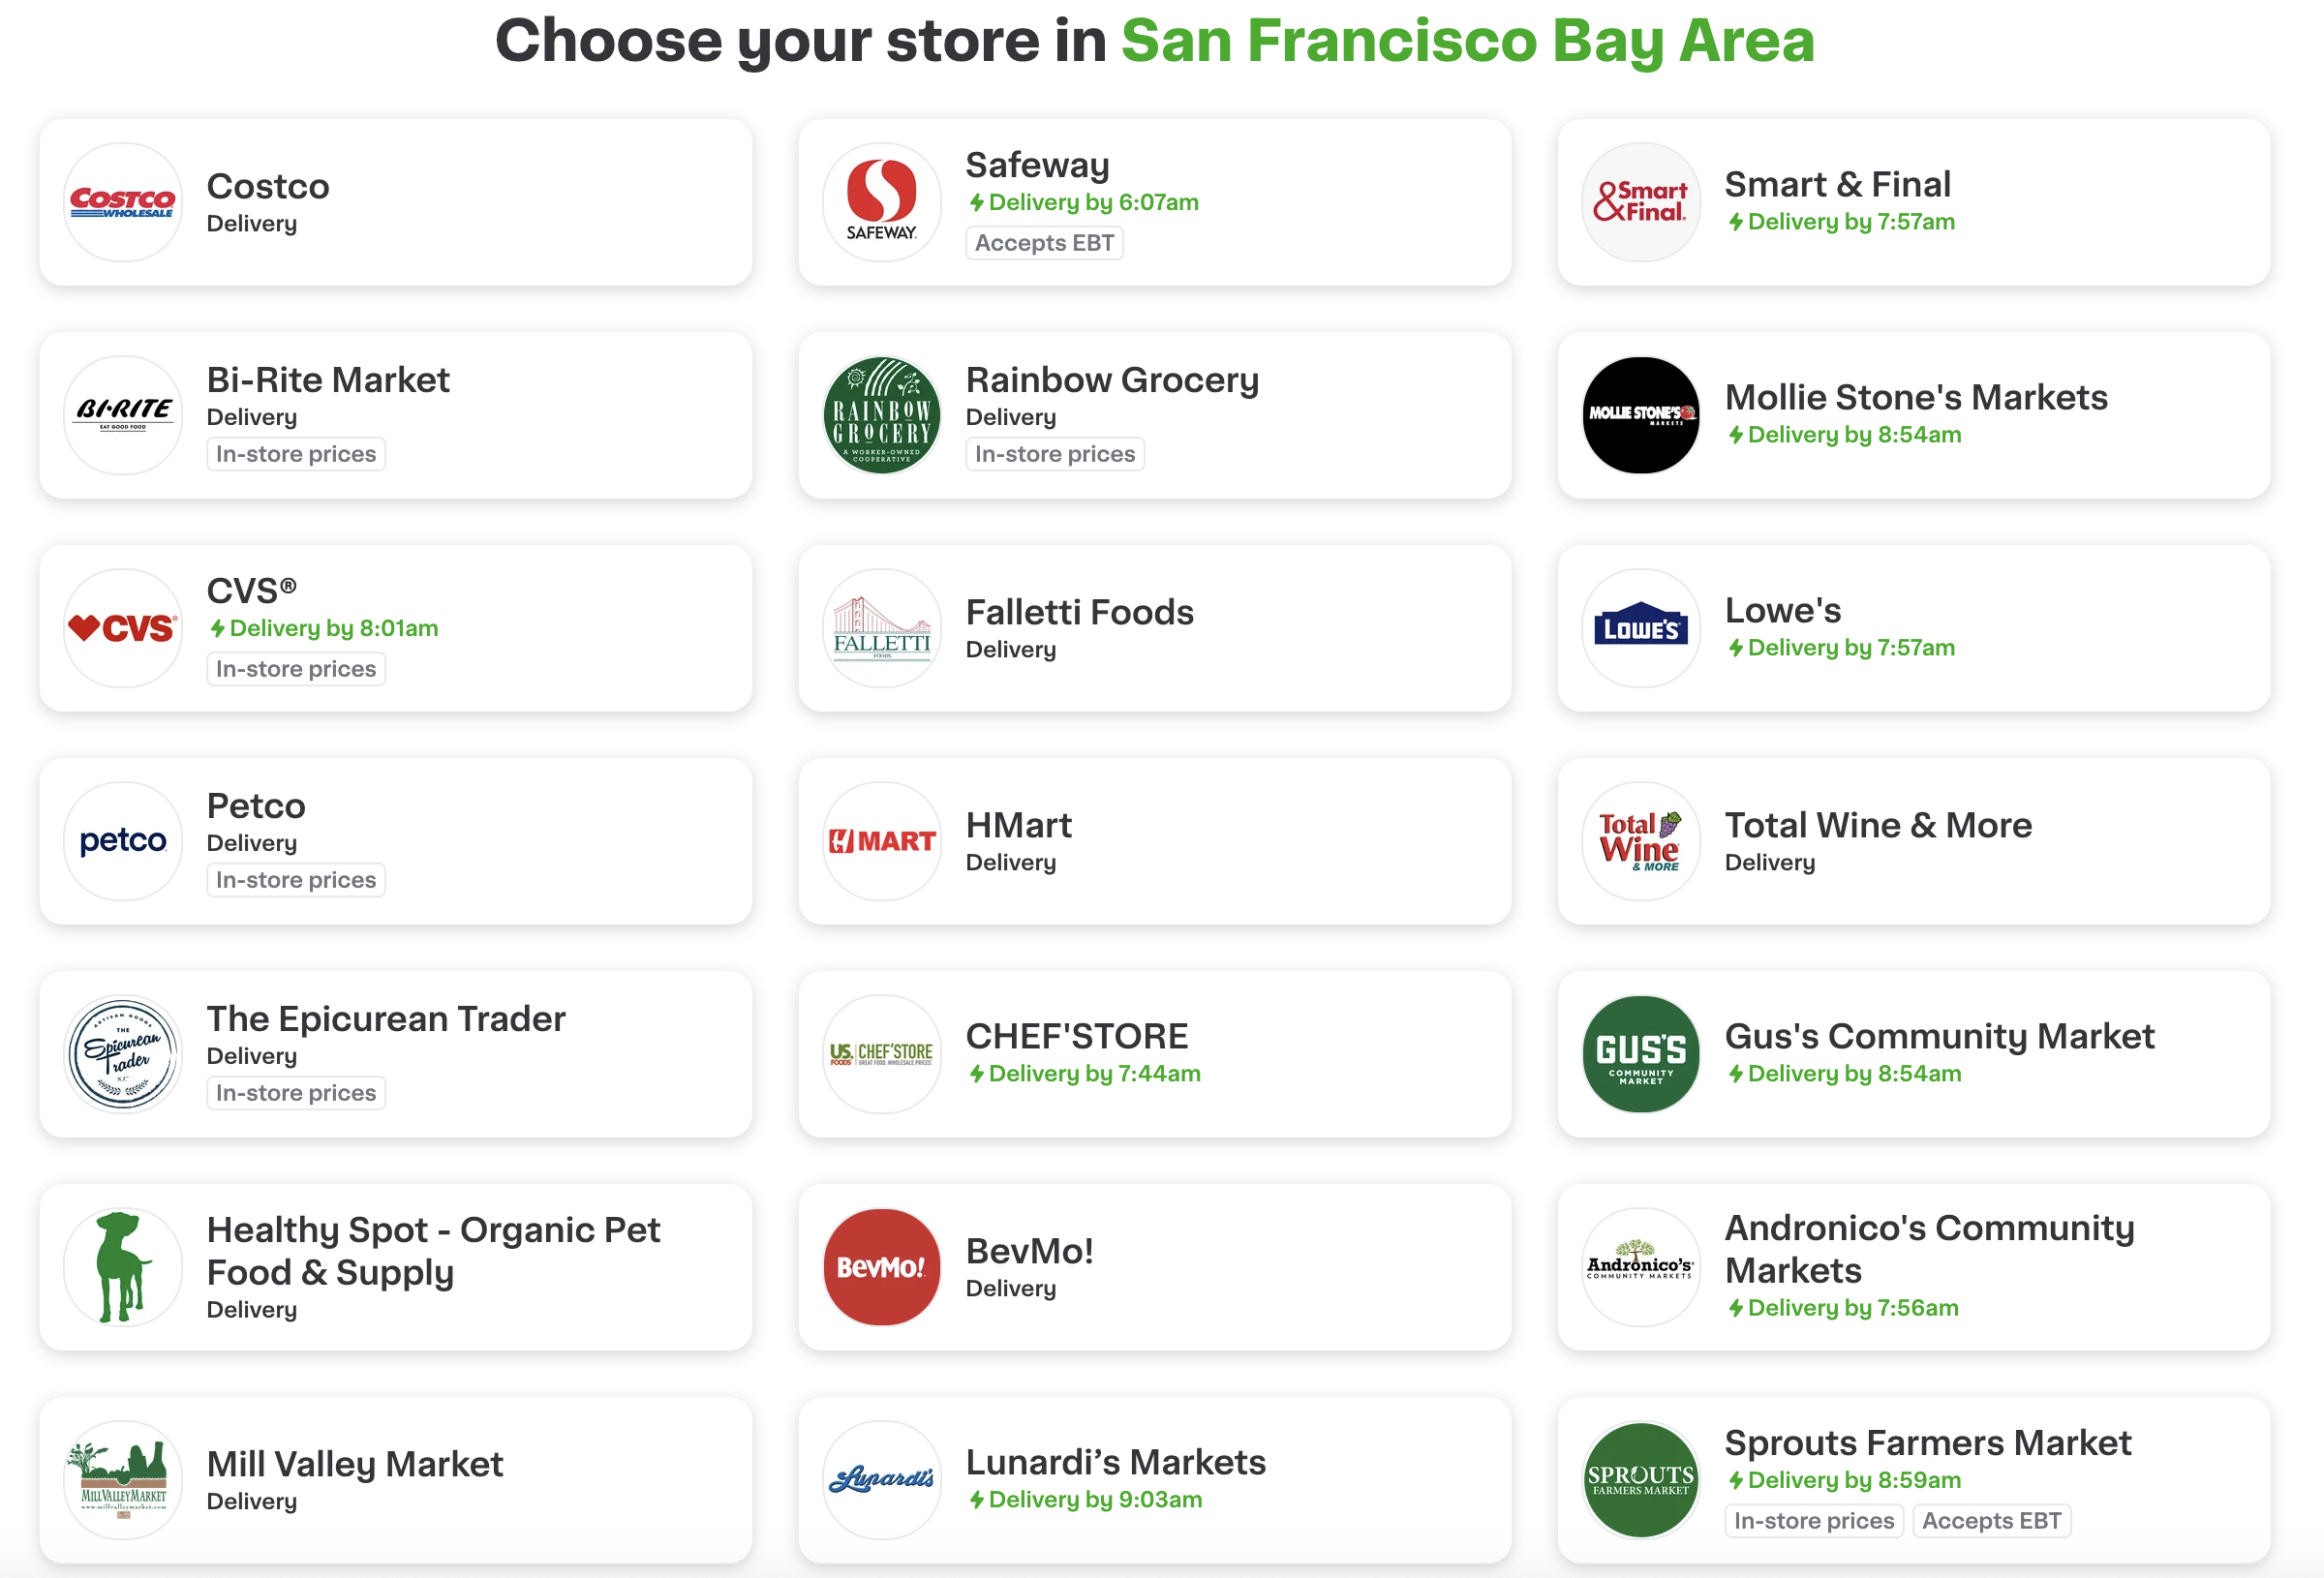 Choose your store in San Francisco Bay Area
COSTCO
WHOLESALE
Costco
Delivery
SAFEWAY
Safeway
Delivery by 6:07am
Accepts EBT
Smart
&Final
Smart & Final
Delivery by 7:57am
BI-RITE
EAT GOOD FOOD
Bi-Rite Market
Delivery
In-store prices
RAINBOW
GROCERY
A WORKER-OWNED
COOPERATIVE
Rainbow Grocery
Delivery
In-store prices
MOLLIE STONE'S
MARKETS
Mollie Stone's Markets
Delivery by 8:54am
CVS
CVS®
Delivery by 8:01am
In-store prices
FALLETTI
FOODS
Falletti Foods
Delivery
LOWE'S
Lowe's
Delivery by 7:57am
petco
Petco
Delivery
In-store prices
H MART
HMart
Delivery
Total
Wine
& MORE
Total Wine & More
Delivery
ARTISAN GOODS
THE
Epicurean
Trader
S.F.
The Epicurean Trader
Delivery
In-store prices
US. CHEF'STORE
FOODS GREAT FOOD. WHOLESALE PRICES.
CHEF'STORE
Delivery by 7:44am
GUS'S
COMMUNITY
MARKET
Gus's Community Market
Delivery by 8:54am
Healthy Spot - Organic Pet
Food & Supply
Delivery
BevMo!
BevMo!
Delivery
Andronico's
COMMUNITY MARKETS
Andronico's Community
Markets
Delivery by 7:56am
MILL VALLEY MARKET
www.millvalleymarket.com
Mill Valley Market
Delivery
Lunardi's
Lunardi’s Markets
Delivery by 9:03am
SPROUTS
FARMERS MARKET
Sprouts Farmers Market
Delivery by 8:59am
In-store prices
Accepts EBT